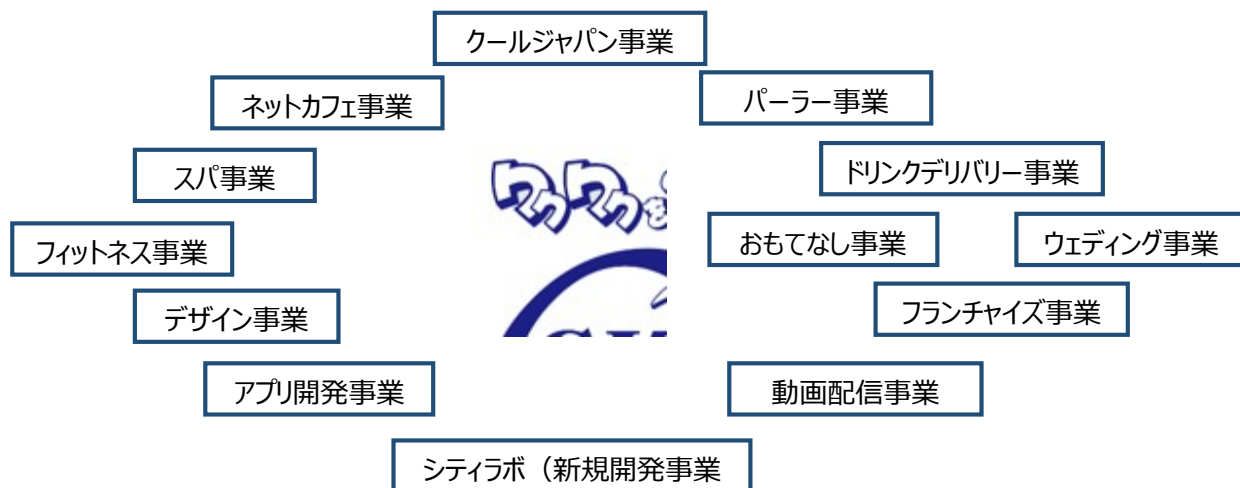 クールジャパン事業
ネットカフェ事業
パーラー事業
スパ事業
ドリンクデリバリー事業
フィットネス事業
おもてなし事業
ウェディング事業
デザイン事業
フランチャイズ事業
アプリ開発事業
動画配信事業
シティラボ（新規開発事業
ワクワクを